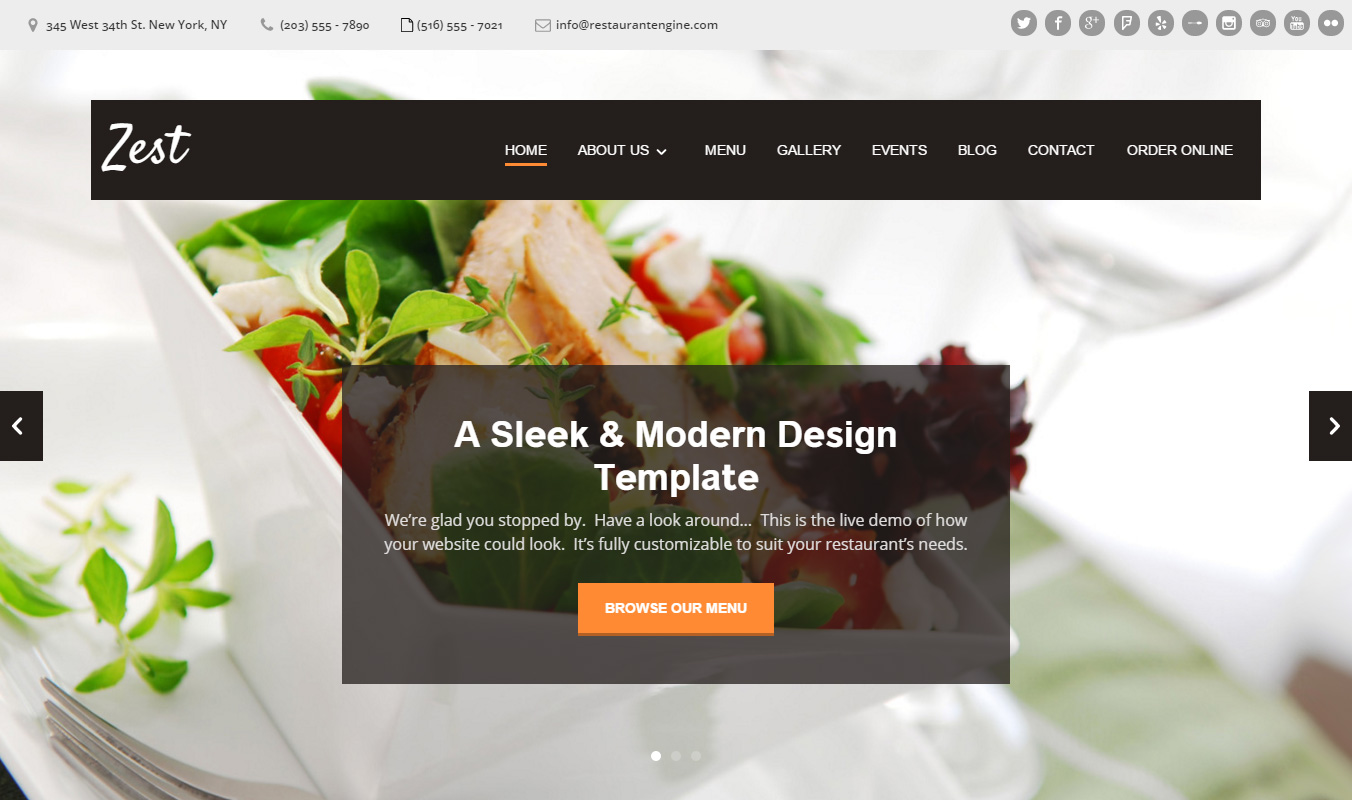 345 West 34th St. New York, NY (203) 555 - 7890 (516) 555 - 7021 info@restaurantengine.com
You Tube
Zest
HOME ABOUT US MENU GALLERY EVENTS BLOG CONTACT ORDER ONLINE
A Sleek & Modern Design
Template
We’re glad you stopped by. Have a look around... This is the live demo of how
your website could look. It’s fully customizable to suit your restaurant’s needs.
BROWSE OUR MENU